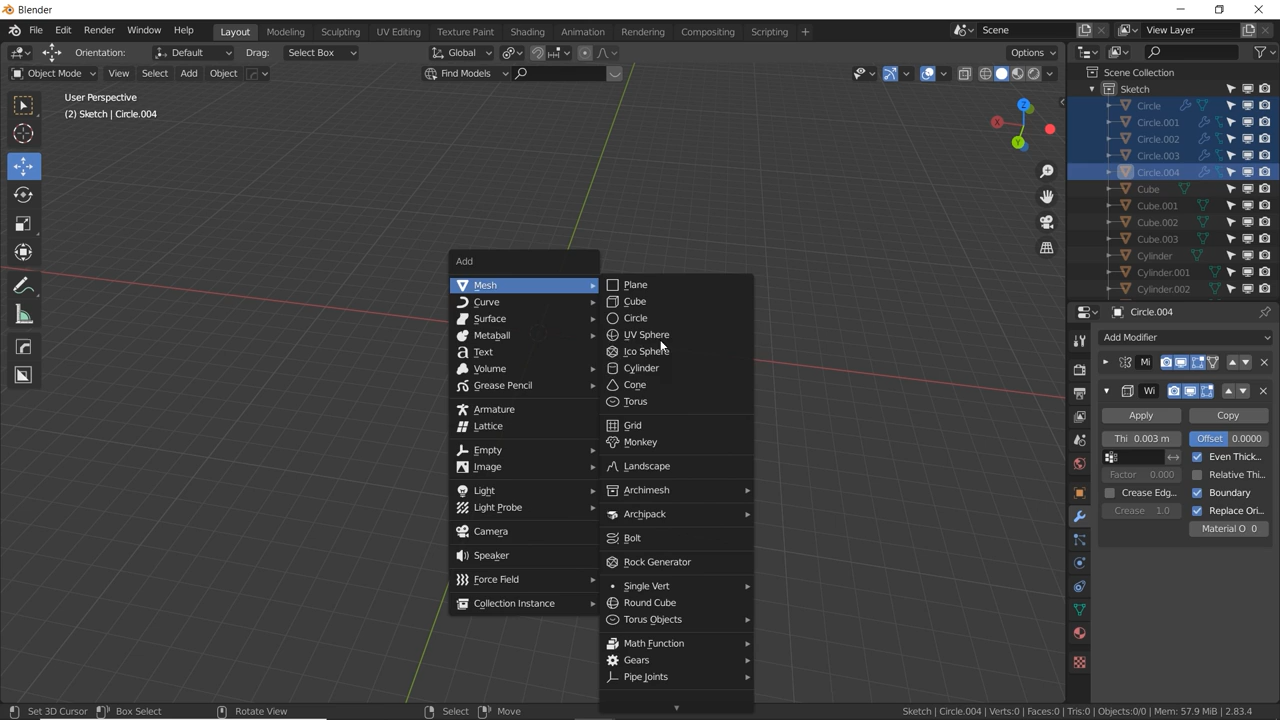 Blender
File Edit Render Window Help Layout Modeling Sculpting UV Editing Texture Paint Shading Animation Rendering Compositing Scripting + Scene View Layer
Orientation: Default Drag: Select Box Global Options
Object Mode View Select Add Object Find Models
User Perspective
(2) Sketch | Circle.004
Z
X
Y
Scene Collection
Sketch
Circle
Circle.001
Circle.002
Circle.003
Circle.004
Cube
Cube.001
Cube.002
Cube.003
Cylinder
Cylinder.001
Cylinder.002
Add
Mesh
Curve
Surface
Metaball
Text
Volume
Grease Pencil
Armature
Lattice
Empty
Image
Light
Light Probe
Camera
Speaker
Force Field
Collection Instance
Plane
Cube
Circle
UV Sphere
Ico Sphere
Cylinder
Cone
Torus
Grid
Monkey
Landscape
Archimesh
Archipack
Bolt
Rock Generator
Single Vert
Round Cube
Torus Objects
Math Function
Gears
Pipe Joints
Circle.004
Add Modifier
Mi
Wi
Apply Copy
Thi 0.003 m Offset 0.0000
Even Thick...
Factor 0.000 Relative Thi...
Crease Edg... Boundary
Crease 1.0 Replace Ori...
Material O 0
Set 3D Cursor Box Select Rotate View Select Move Sketch | Circle.004 | Verts:0 | Faces:0 | Tris:0 | Objects:0/0 | Mem: 57.9 MiB | 2.83.4